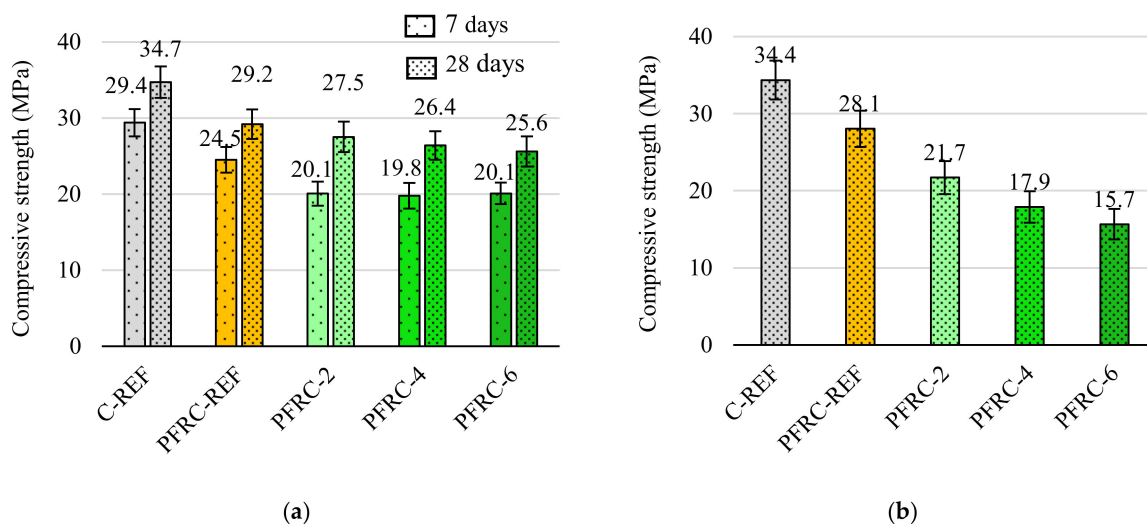 7 days
28 days
Compressive strength (MPa)
40
30
20
10
0
29.4
34.7
24.5
29.2
20.1
27.5
19.8
26.4
20.1
25.6
C-REF
PFRC-REF
PFRC-2
PFRC-4
PFRC-6
(a)
Compressive strength (MPa)
40
30
20
10
0
34.4
28.1
21.7
17.9
15.7
C-REF
PFRC-REF
PFRC-2
PFRC-4
PFRC-6
(b)